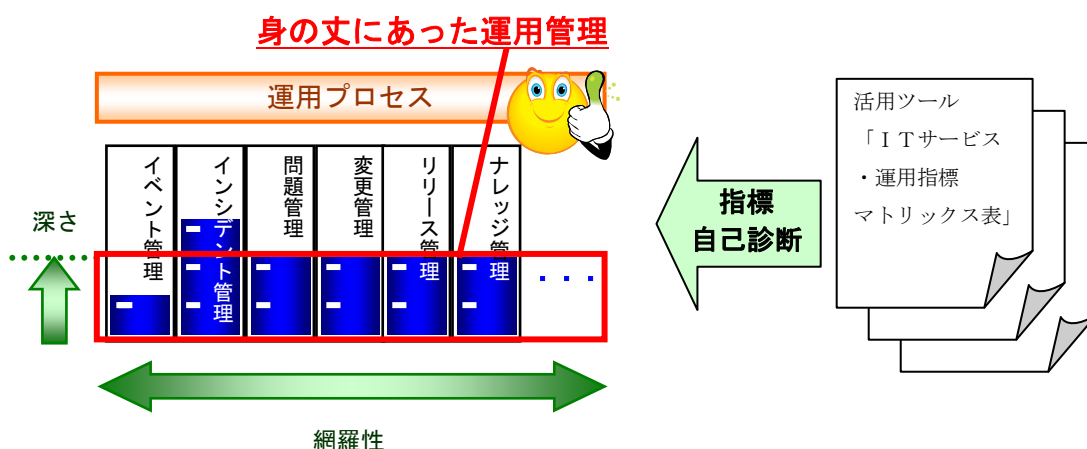 身の丈にあった運用管理
運用プロセス
イベント管理
インシデント管理
問題管理
変更管理
リリース管理
ナレッジ管理
・・・
深さ
網羅性
指標
自己診断
活用ツール
「ＩＴサービス
・運用指標
マトリックス表」